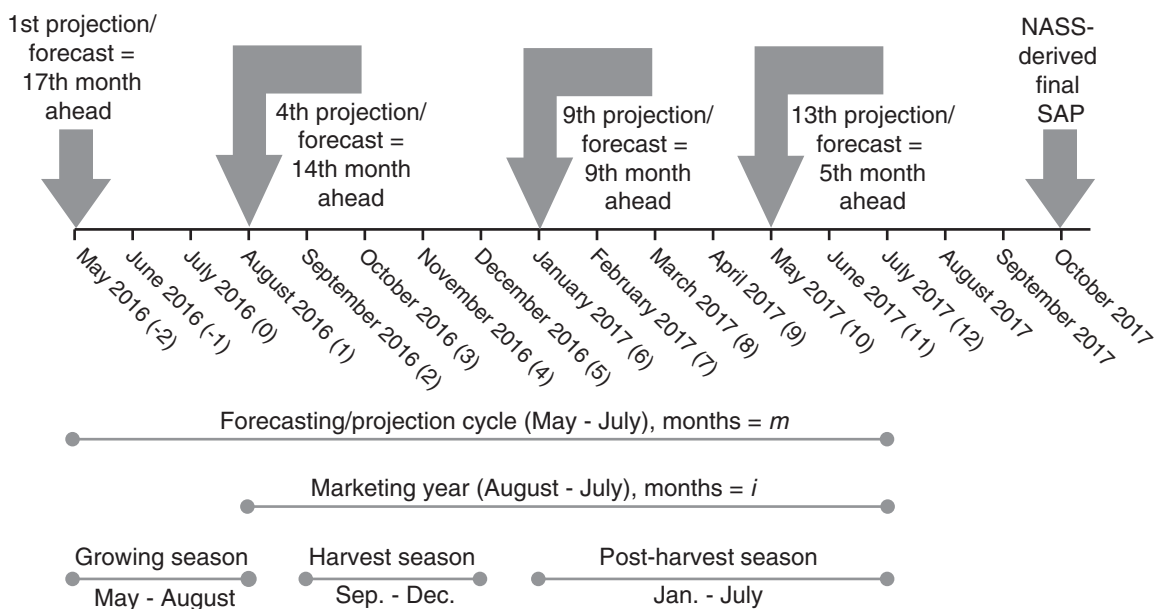 1st projection/
forecast =
17th month
ahead
4th projection/
forecast =
14th month
ahead
9th projection/
forecast =
9th month
ahead
13th projection/
forecast =
5th month
ahead
NASS-
derived
final
SAP
May 2016 (-2)
June 2016 (-1)
July 2016 (0)
August 2016 (1)
September 2016 (2)
October 2016 (3)
November 2016 (4)
December 2016 (5)
January 2017 (6)
February 2017 (7)
March 2017 (8)
April 2017 (9)
May 2017 (10)
June 2017 (11)
July 2017 (12)
August 2017
September 2017
October 2017
Forecasting/projection cycle (May - July), months = m
Marketing year (August - July), months = i
Growing season
May - August
Harvest season
Sep. - Dec.
Post-harvest season
Jan. - July